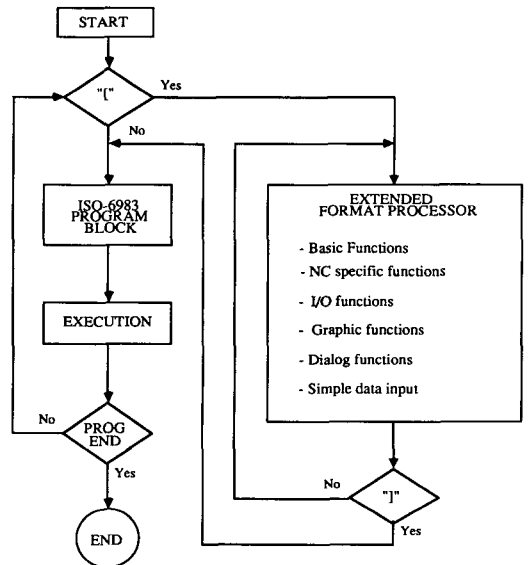 START
"["
Yes
No
ISO-6983
PROGRAM
BLOCK
EXECUTION
No
PROG
END
Yes
END
EXTENDED
FORMAT PROCESSOR
- Basic Functions
- NC specific functions
- I/O functions
- Graphic functions
- Dialog functions
- Simple data input
No
"]"
Yes